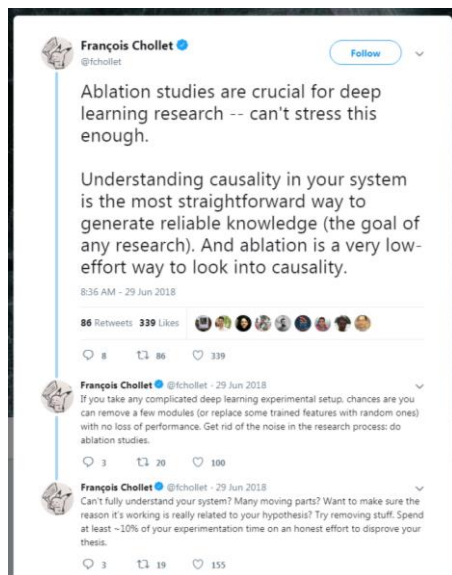 François Chollet
@fchollet
Follow
Ablation studies are crucial for deep
learning research -- can't stress this
enough.
Understanding causality in your system
is the most straightforward way to
generate reliable knowledge (the goal of
any research). And ablation is a very low-
effort way to look into causality.
8:36 AM - 29 Jun 2018
86 Retweets 339 Likes
8 86 339
François Chollet @fchollet · 29 Jun 2018
If you take any complicated deep learning experimental setup, chances are you
can remove a few modules (or replace some trained features with random ones)
with no loss of performance. Get rid of the noise in the research process: do
ablation studies.
3 20 100
François Chollet @fchollet · 29 Jun 2018
Can't fully understand your system? Many moving parts? Want to make sure the
reason it's working is really related to your hypothesis? Try removing stuff. Spend
at least ~10% of your experimentation time on an honest effort to disprove your
thesis.
3 19 155